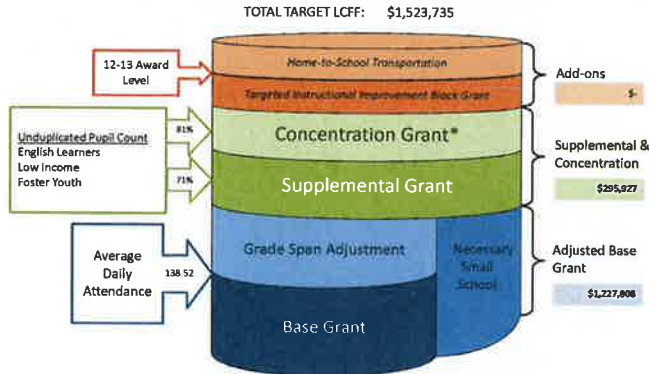 TOTAL TARGET LCFF: $1,523,735
12-13 Award
Level
Home-to-School Transportation
Targeted Instructional Improvement Block Grant
Add-ons
$-
Unduplicated Pupil Count
English Learners
Low Income
Foster Youth
81%
71%
Concentration Grant*
Supplemental Grant
Supplemental &
Concentration
$295,927
Average
Daily
Attendance
138.52
Grade Span Adjustment
Base Grant
Necessary
Small
School
Adjusted Base
Grant
$1,227,808